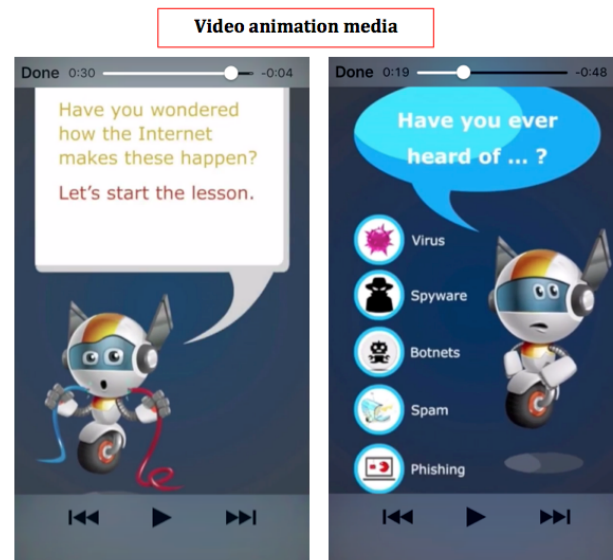 Video animation media
Done 0:30 -0:04
Have you wondered
how the Internet
makes these happen?
Let's start the lesson.
Done 0:19 -0:48
Have you ever
heard of ... ?
Virus
Spyware
Botnets
Spam
Phishing